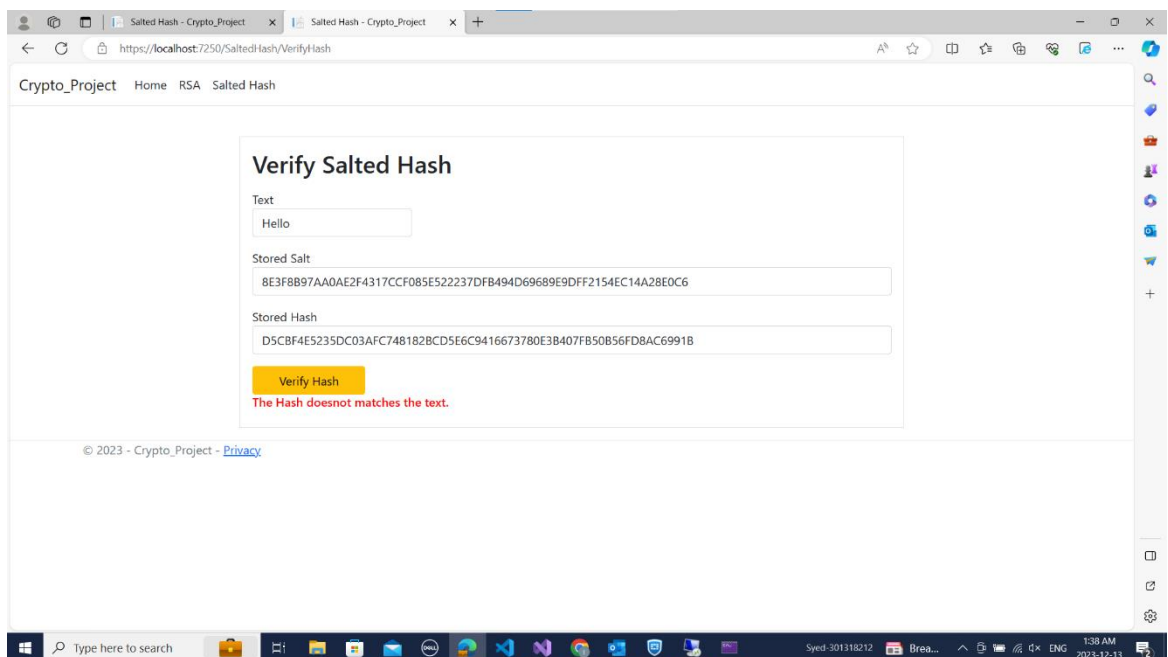 Salted Hash - Crypto_Project
Salted Hash - Crypto_Project
https://localhost:7250/SaltedHash/VerifyHash
Crypto_Project Home RSA Salted Hash
Verify Salted Hash
Text
Hello
Stored Salt
8E3F8B97AA0AE2F4317CCF085E522237DFB494D69689E9DFF2154EC14A28E0C6
Stored Hash
D5CBF4E5235DC03AFC748182BCD5E6C9416673780E3B407FB50B56FD8AC6991B
Verify Hash
The Hash doesnot matches the text.
© 2023 - Crypto_Project - Privacy
Type here to search
DELL
Syed-301318212
Brea...
ENG
1:38 AM
2023-12-13